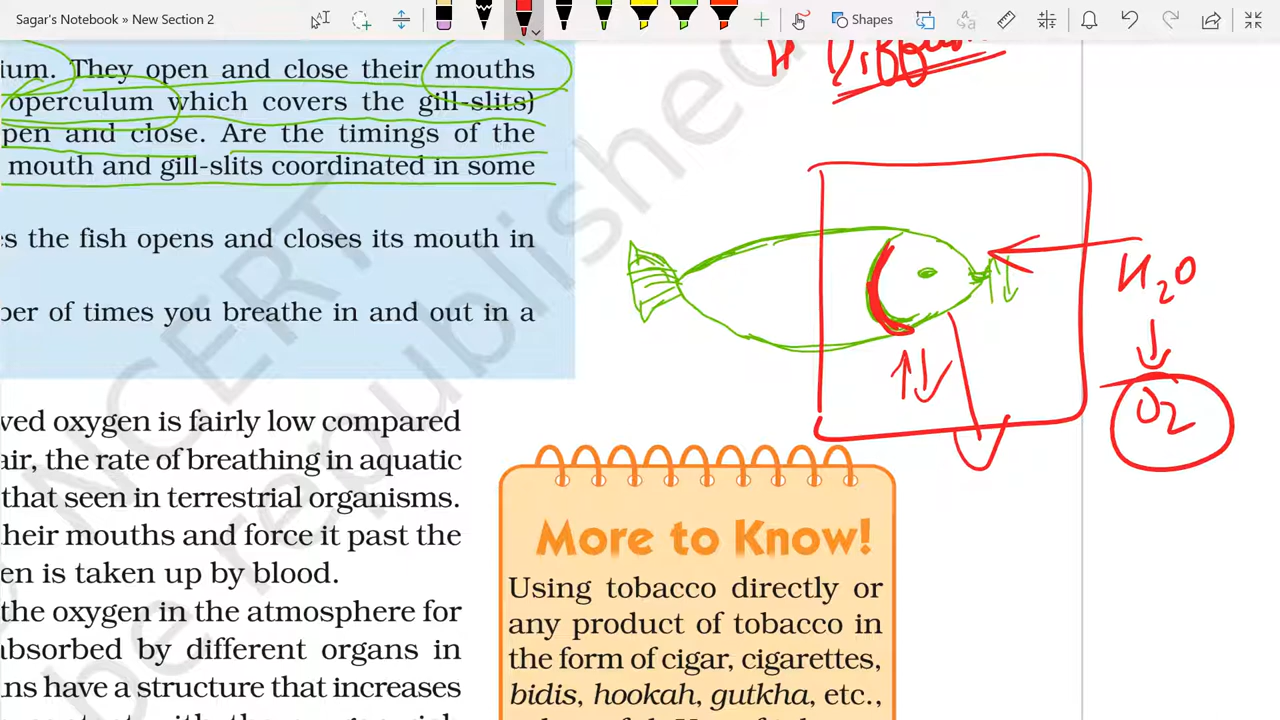 Sagar's Notebook » New Section 2
Shapes
ium. They open and close their mouths
operculum which covers the gill-slits)
pen and close. Are the timings of the
mouth and gill-slits coordinated in some
es the fish opens and closes its mouth in
ber of times you breathe in and out in a
H2O
O2
ved oxygen is fairly low compared
air, the rate of breathing in aquatic
that seen in terrestrial organisms.
heir mouths and force it past the
en is taken up by blood.
the oxygen in the atmosphere for
absorbed by different organs in
ns have a structure that increases
More to Know!
Using tobacco directly or
any product of tobacco in
the form of cigar, cigarettes,
bidis, hookah, gutkha, etc.,
NCERT
be republished